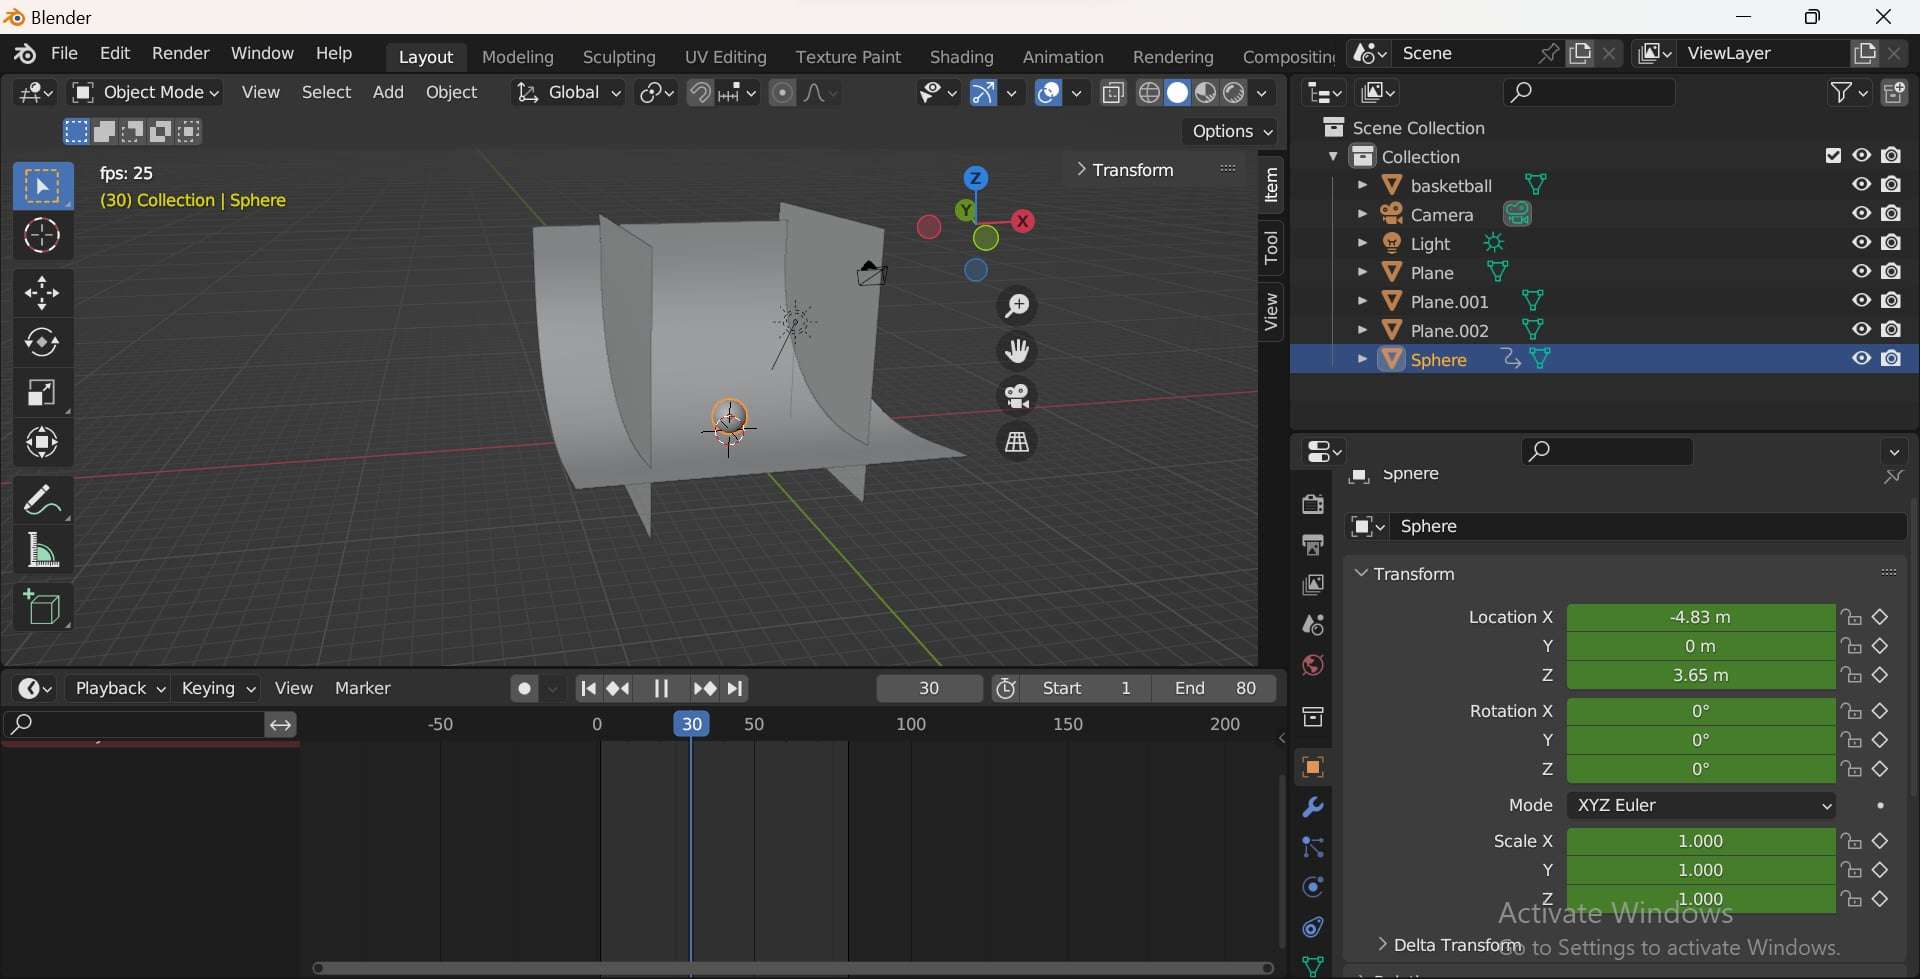 Blender
File Edit Render Window Help Layout Modeling Sculpting UV Editing Texture Paint Shading Animation Rendering Compositing Scene ViewLayer
Object Mode View Select Add Object Global
Options
fps: 25
(30) Collection | Sphere
Transform
Z
Y
X
Item
Tool
View
Scene Collection
Collection
basketball
Camera
Light
Plane
Plane.001
Plane.002
Sphere
Sphere
Sphere
Transform
Location X -4.83 m
Y 0 m
Z 3.65 m
Rotation X 0°
Y 0°
Z 0°
Mode XYZ Euler
Scale X 1.000
Y 1.000
Z 1.000
Delta Transform
Activate Windows
Go to Settings to activate Windows.
Playback Keying View Marker 30 Start 1 End 80
-50 0 30 50 100 150 200